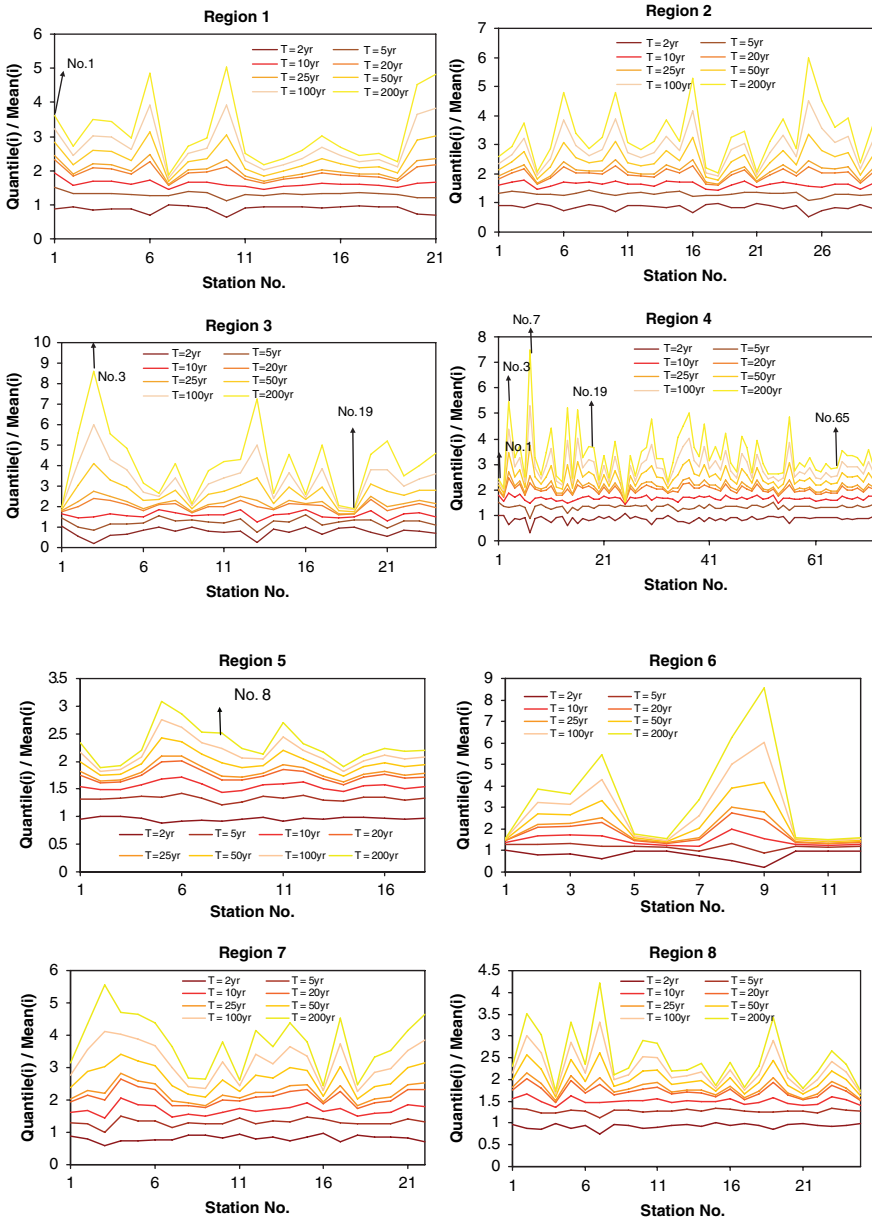 Region 1
Quantile(i) / Mean(i)
6
5
4
3
2
1
0
No.1
T = 2yr
T = 5yr
T = 10yr
T = 20yr
T = 25yr
T = 50yr
T = 100yr
T = 200yr
1 6 11 16 21
Station No.
Region 2
Quantile(i) / Mean(i)
7
6
5
4
3
2
1
0
T = 2yr
T = 5yr
T = 10yr
T = 20yr
T = 25yr
T = 50yr
T = 100yr
T = 200yr
1 6 11 16 21 26
Station No.
Region 3
Quantile(i) / Mean(i)
10
9
8
7
6
5
4
3
2
1
0
No.3
No.19
T=2yr
T=5yr
T=10yr
T=20yr
T=25yr
T=50yr
T=100yr
T=200yr
1 6 11 16 21
Station No.
Region 4
Quantile(i) / Mean(i)
8
7
6
5
4
3
2
1
0
No.7
No.3
No.1
No.19
No.65
T=2yr
T=5yr
T=10yr
T=20yr
T=25yr
T=50yr
T=100yr
T=200yr
1 21 41 61
Station No.
Region 5
Quantile(i) / Mean(i)
3.5
3
2.5
2
1.5
1
0.5
0
No. 8
T=2yr
T=5yr
T=10yr
T=20yr
T=25yr
T=50yr
T=100yr
T=200yr
1 6 11 16
Station No.
Region 6
Quantile(i) / Mean(i)
9
8
7
6
5
4
3
2
1
0
T = 2yr
T = 5yr
T = 10yr
T = 20yr
T = 25yr
T = 50yr
T = 100yr
T = 200yr
1 3 5 7 9 11
Station No.
Region 7
Quantile(i) / Mean(i)
6
5
4
3
2
1
0
T = 2yr
T = 5yr
T = 10yr
T = 20yr
T = 25yr
T = 50yr
T = 100yr
T = 200yr
1 6 11 16 21
Station No.
Region 8
Quantile(i) / Mean(i)
4.5
4
3.5
3
2.5
2
1.5
1
0.5
0
T = 2yr
T = 5yr
T = 10yr
T = 20yr
T = 25yr
T = 50yr
T = 100yr
T = 200yr
1 6 11 16 21
Station No.